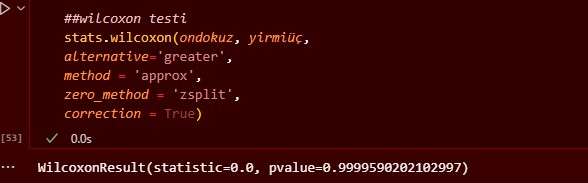 ##wilcoxon testi
stats.wilcoxon(ondokuz, yirmiüç,
alternative='greater',
method = 'approx',
zero_method = 'zsplit',
correction = True)
[53] ✓ 0.0s
... WilcoxonResult(statistic=0.0, pvalue=0.9999590202102997)